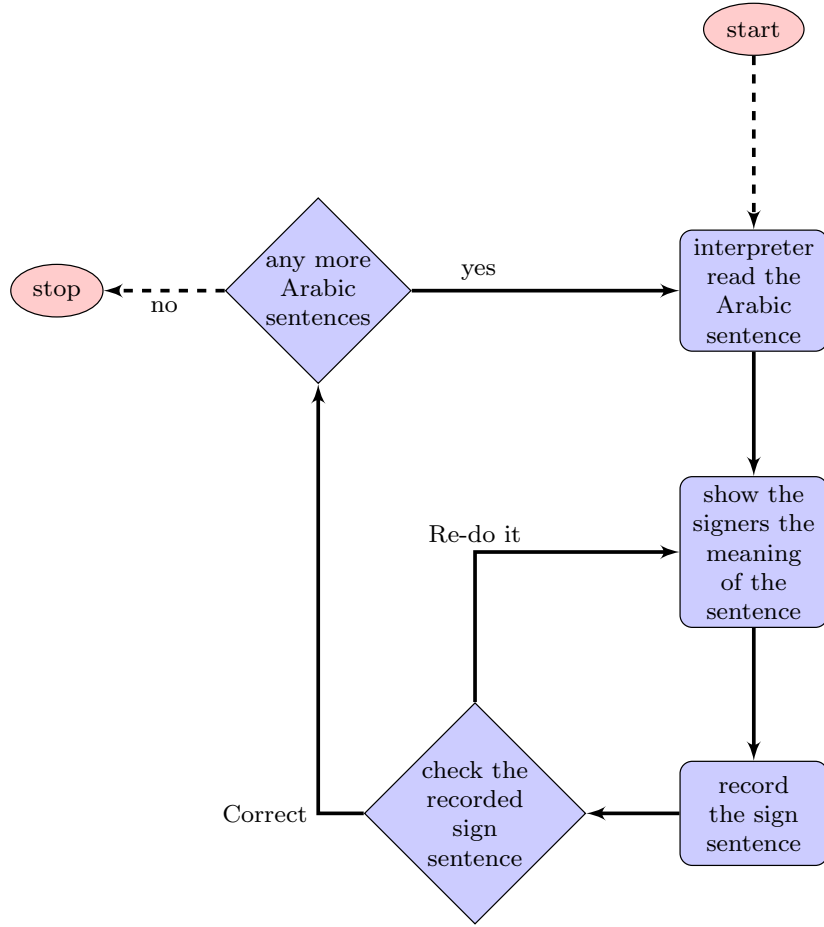 start
interpreter
read the
Arabic
sentence
any more
Arabic
sentences
yes
no
stop
show the
signers the
meaning
of the
sentence
Re-do it
record
the sign
sentence
check the
recorded
sign
sentence
Correct